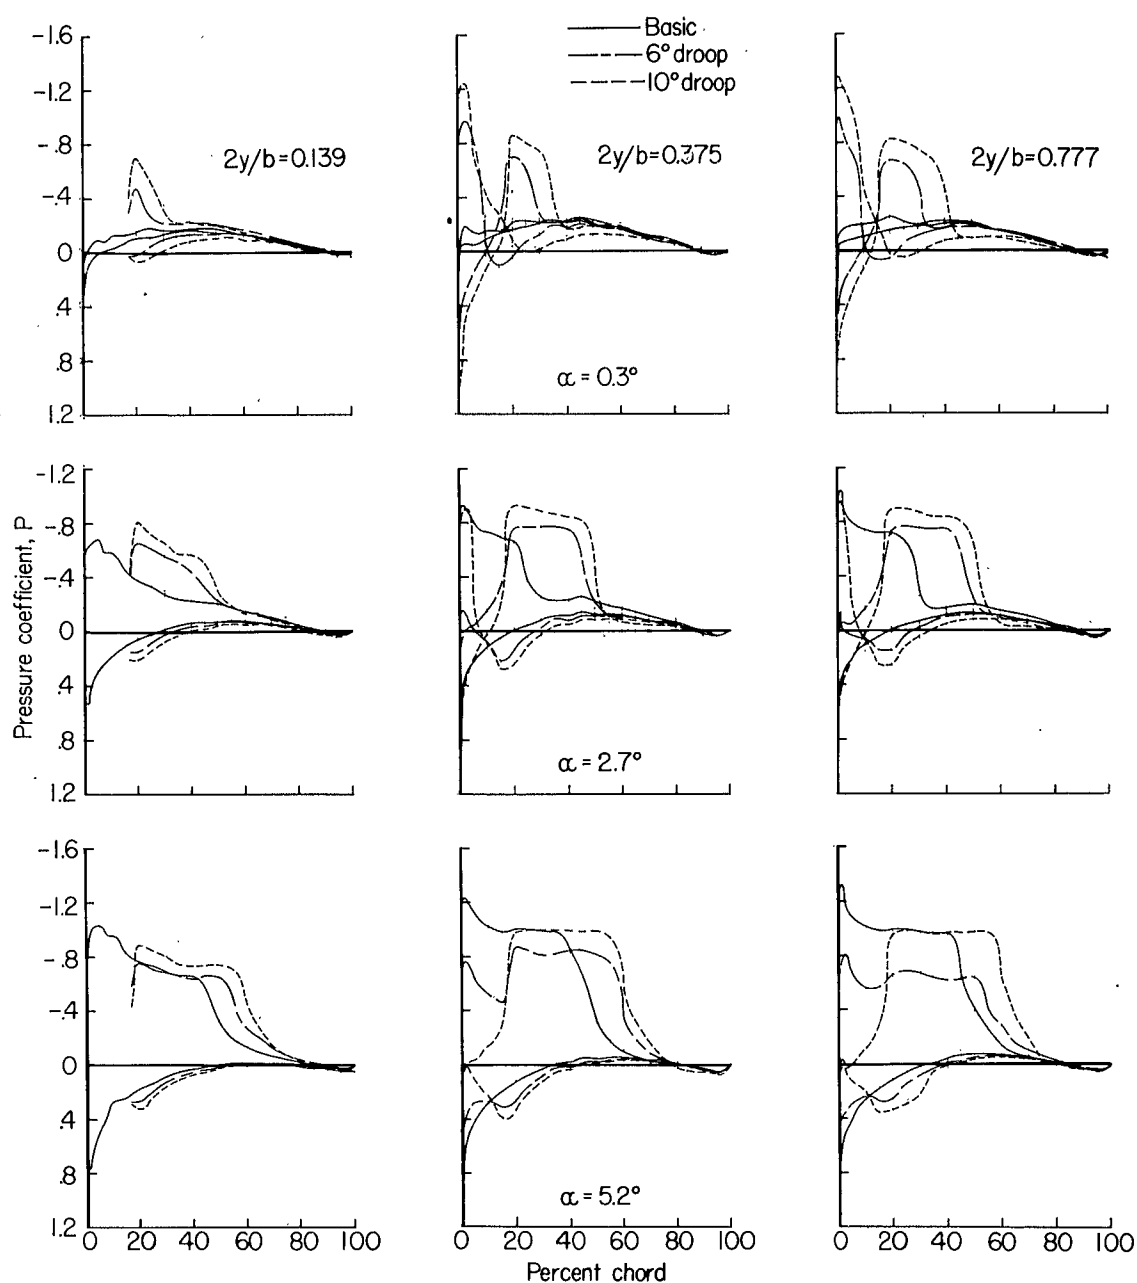 Basic
6° droop
10° droop
-1.6
-1.2
-.8
-.4
0
.4
.8
1.2
2y/b=0.139
2y/b=0.375
2y/b=0.777
α = 0.3°
-1.2
-.8
-.4
0
.4
.8
1.2
α = 2.7°
Pressure coefficient, P
-1.6
-1.2
-.8
-.4
0
.4
.8
1.2
α = 5.2°
0 20 40 60 80 100
0 20 40 60 80 100
0 20 40 60 80 100
Percent chord